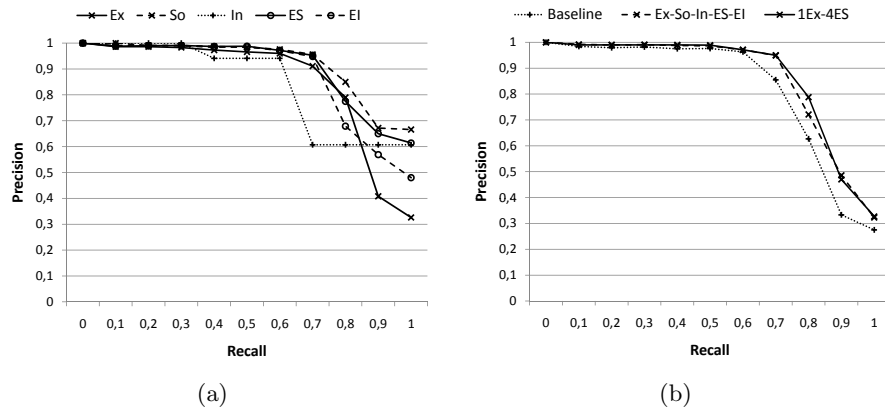 Ex So In ES EI
1
0,9
0,8
0,7
0,6
0,5
0,4
0,3
0,2
0,1
0
Precision
0 0,1 0,2 0,3 0,4 0,5 0,6 0,7 0,8 0,9 1
Recall
(a)
Baseline Ex-So-In-ES-EI 1Ex-4ES
1
0,9
0,8
0,7
0,6
0,5
0,4
0,3
0,2
0,1
0
Precision
0 0,1 0,2 0,3 0,4 0,5 0,6 0,7 0,8 0,9 1
Recall
(b)